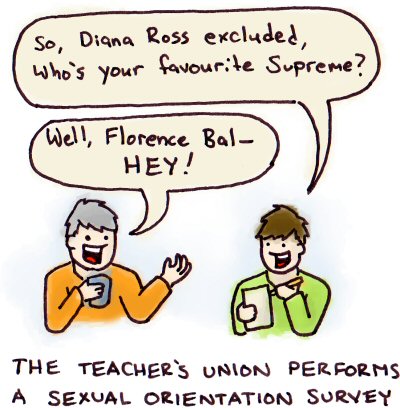 So, Diana Ross excluded,
who's your favourite Supreme?
Well, Florence Bal—
HEY!
THE TEACHER'S UNION PERFORMS
A SEXUAL ORIENTATION SURVEY